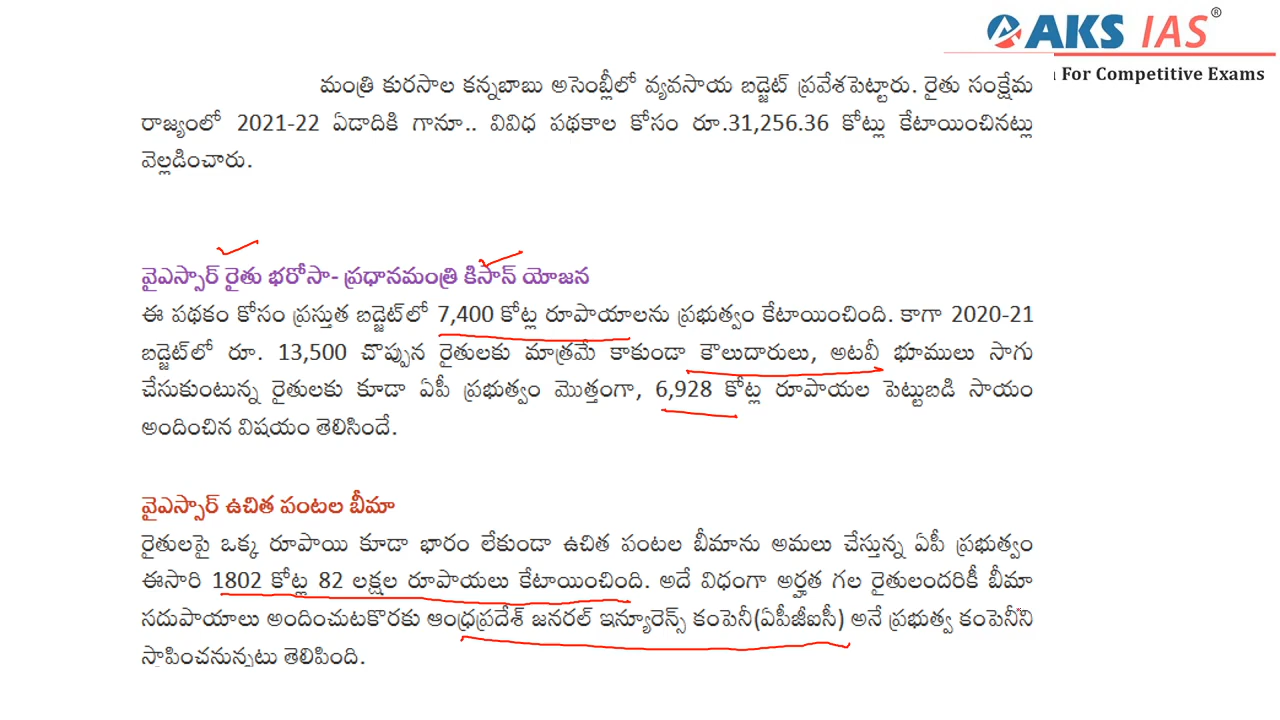 AKS IAS®
For Competitive Exams
మంత్రి కురసాల కన్నబాబు అసెంబ్లీలో వ్యవసాయ బడ్జెట్ ప్రవేశపెట్టారు. రైతు సంక్షేమ
రాజ్యంలో 2021-22 ఏడాదికి గానూ.. వివిధ పథకాల కోసం రూ.31,256.36 కోట్లు కేటాయించినట్లు
వెల్లడించారు.
వైఎస్సార్ రైతు భరోసా- ప్రధానమంత్రి కిసాన్ యోజన
ఈ పథకం కోసం ప్రస్తుత బడ్జెట్‌లో 7,400 కోట్ల రూపాయాలను ప్రభుత్వం కేటాయించింది. కాగా 2020-21
బడ్జెట్‌లో రూ. 13,500 చొప్పున రైతులకు మాత్రమే కాకుండా కౌలుదారులు, అటవీ భూములు సాగు
చేసుకుంటున్న రైతులకు కూడా ఏపీ ప్రభుత్వం మొత్తంగా, 6,928 కోట్ల రూపాయల పెట్టుబడి సాయం
అందించిన విషయం తెలిసిందే.
వైఎస్సార్ ఉచిత పంటల బీమా
రైతులపై ఒక్క రూపాయి కూడా భారం లేకుండా ఉచిత పంటల బీమాను అమలు చేస్తున్న ఏపీ ప్రభుత్వం
ఈసారి 1802 కోట్ల 82 లక్షల రూపాయలు కేటాయించింది. అదే విధంగా అర్హత గల రైతులందరికీ బీమా
సదుపాయాలు అందించుటకొరకు ఆంధ్రప్రదేశ్ జనరల్ ఇన్యూరెన్స్ కంపెనీ(ఏపీజీఐసీ) అనే ప్రభుత్వ కంపెనీని
స్థాపించనున్నటు తెలిపింది.